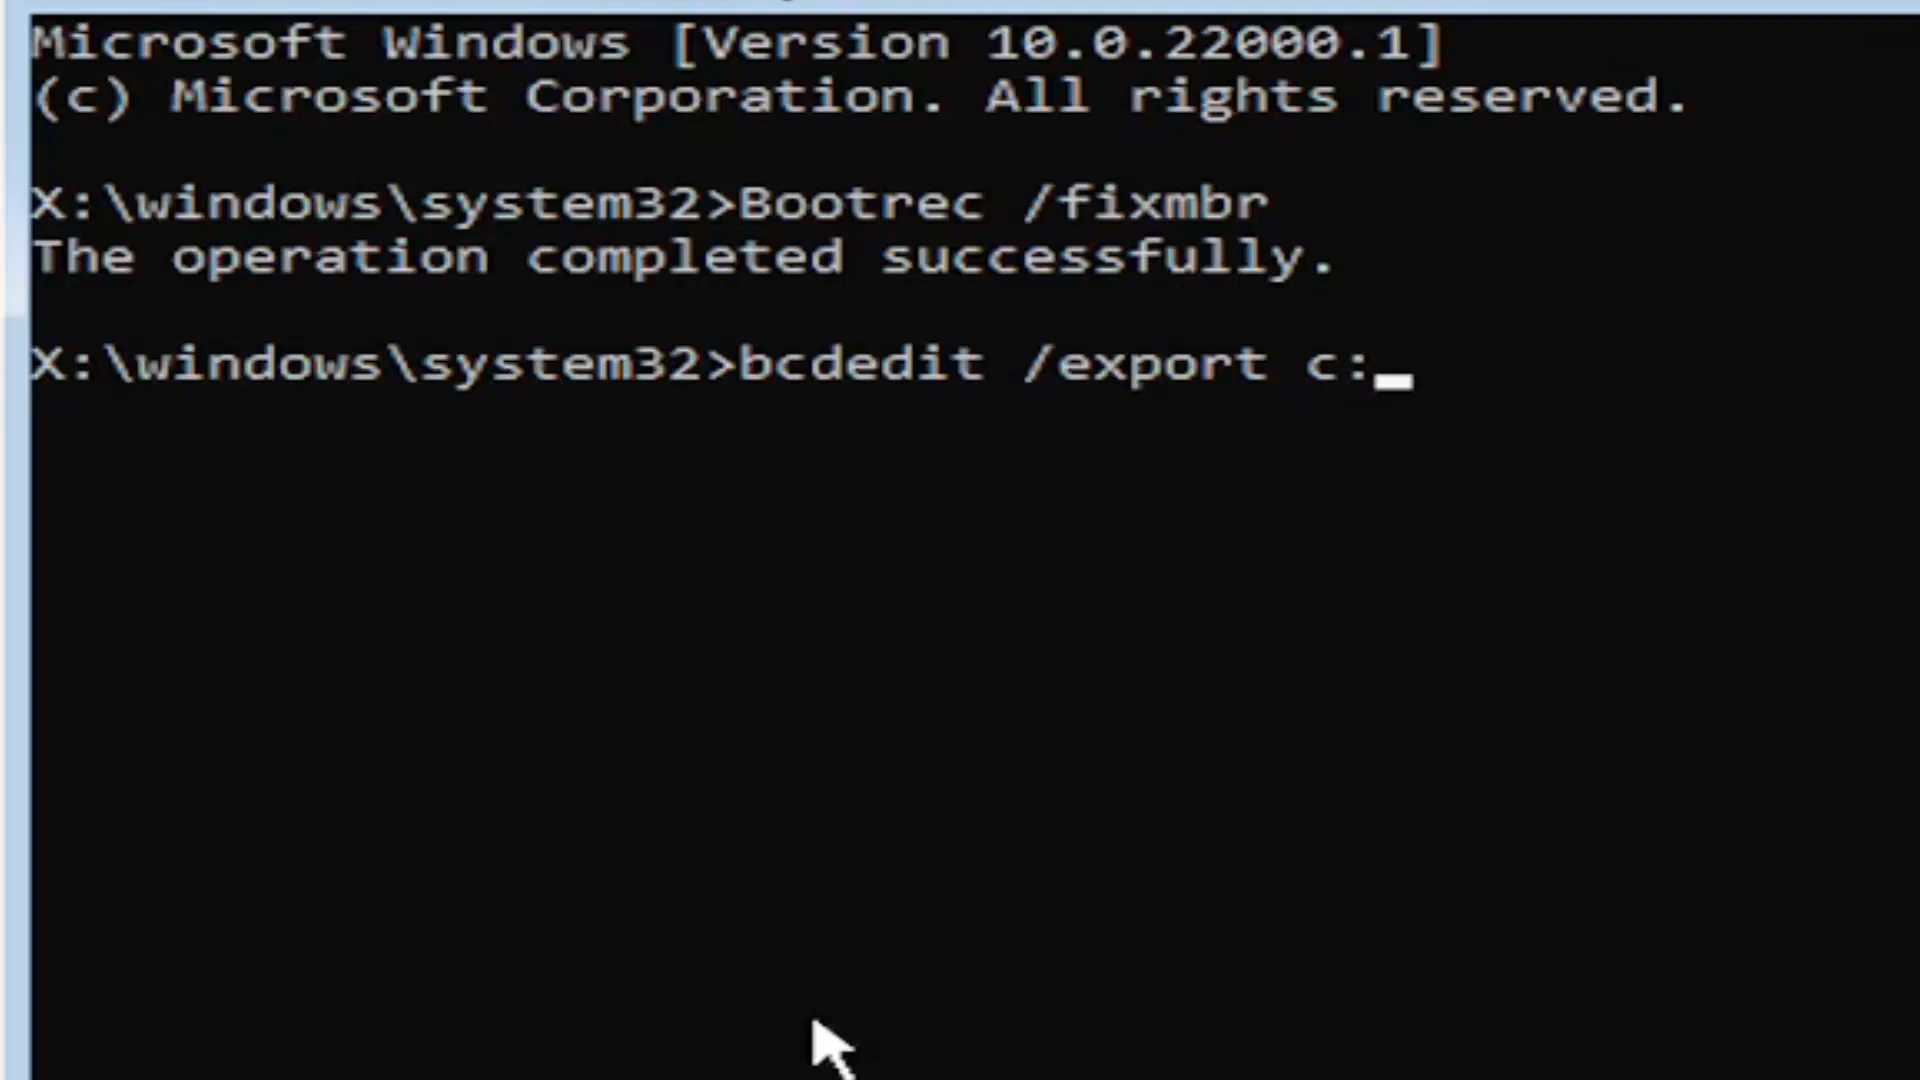 Microsoft Windows [Version 10.0.22000.1]
(c) Microsoft Corporation. All rights reserved.
X:\windows\system32>Bootrec /fixmbr
The operation completed successfully.
X:\windows\system32>bcdedit /export c: